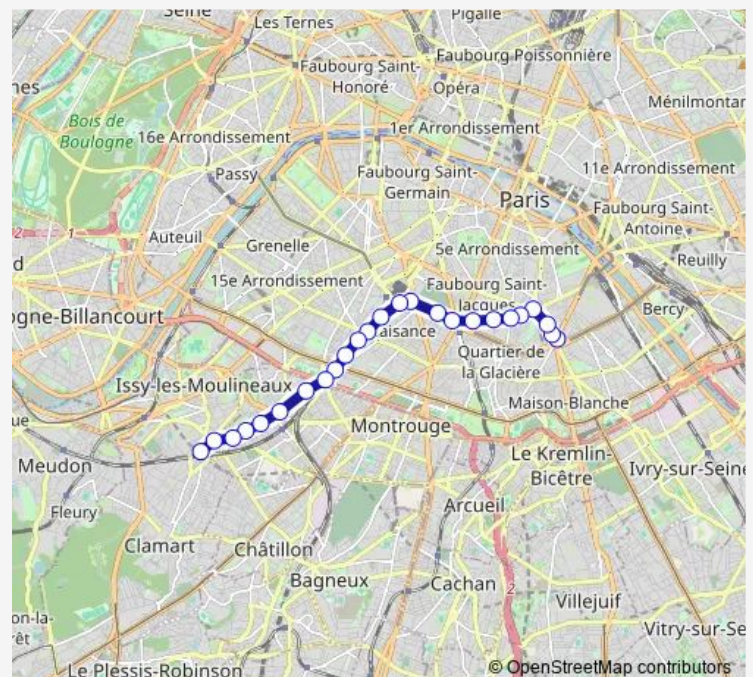 Seine
Les Ternes
Pigalle
Faubourg Saint-
Honoré
Faubourg Poissonnière
Opéra
Ménilmontar
Bois de
Boulogne
16e Arrondissement
1er Arrondissement
Passy
Faubourg Saint-
Germain
11e Arrondissement
Paris
Faubourg Saint-
Antoine
2
1
Auteuil
Grenelle
5e Arrondissement
Reuilly
15e Arrondissement
Faubourg Saint-
Jacques
Bercy
ogne-Billancourt
aisance
Quartier de
la Glacière
Issy-les-Moulineaux
Maison-Blanche
Montrouge
Meudon
Le Kremlin-
Bicêtre
Ivry-sur-Seine
Fleury
Arcueil
Clamart
Châtillon
Bagneux
Cachan
2
Villejuif
on-la-
rêt
Vitry-sur-Se
Le Plessis-Robinson
© OpenStreetMap contributors